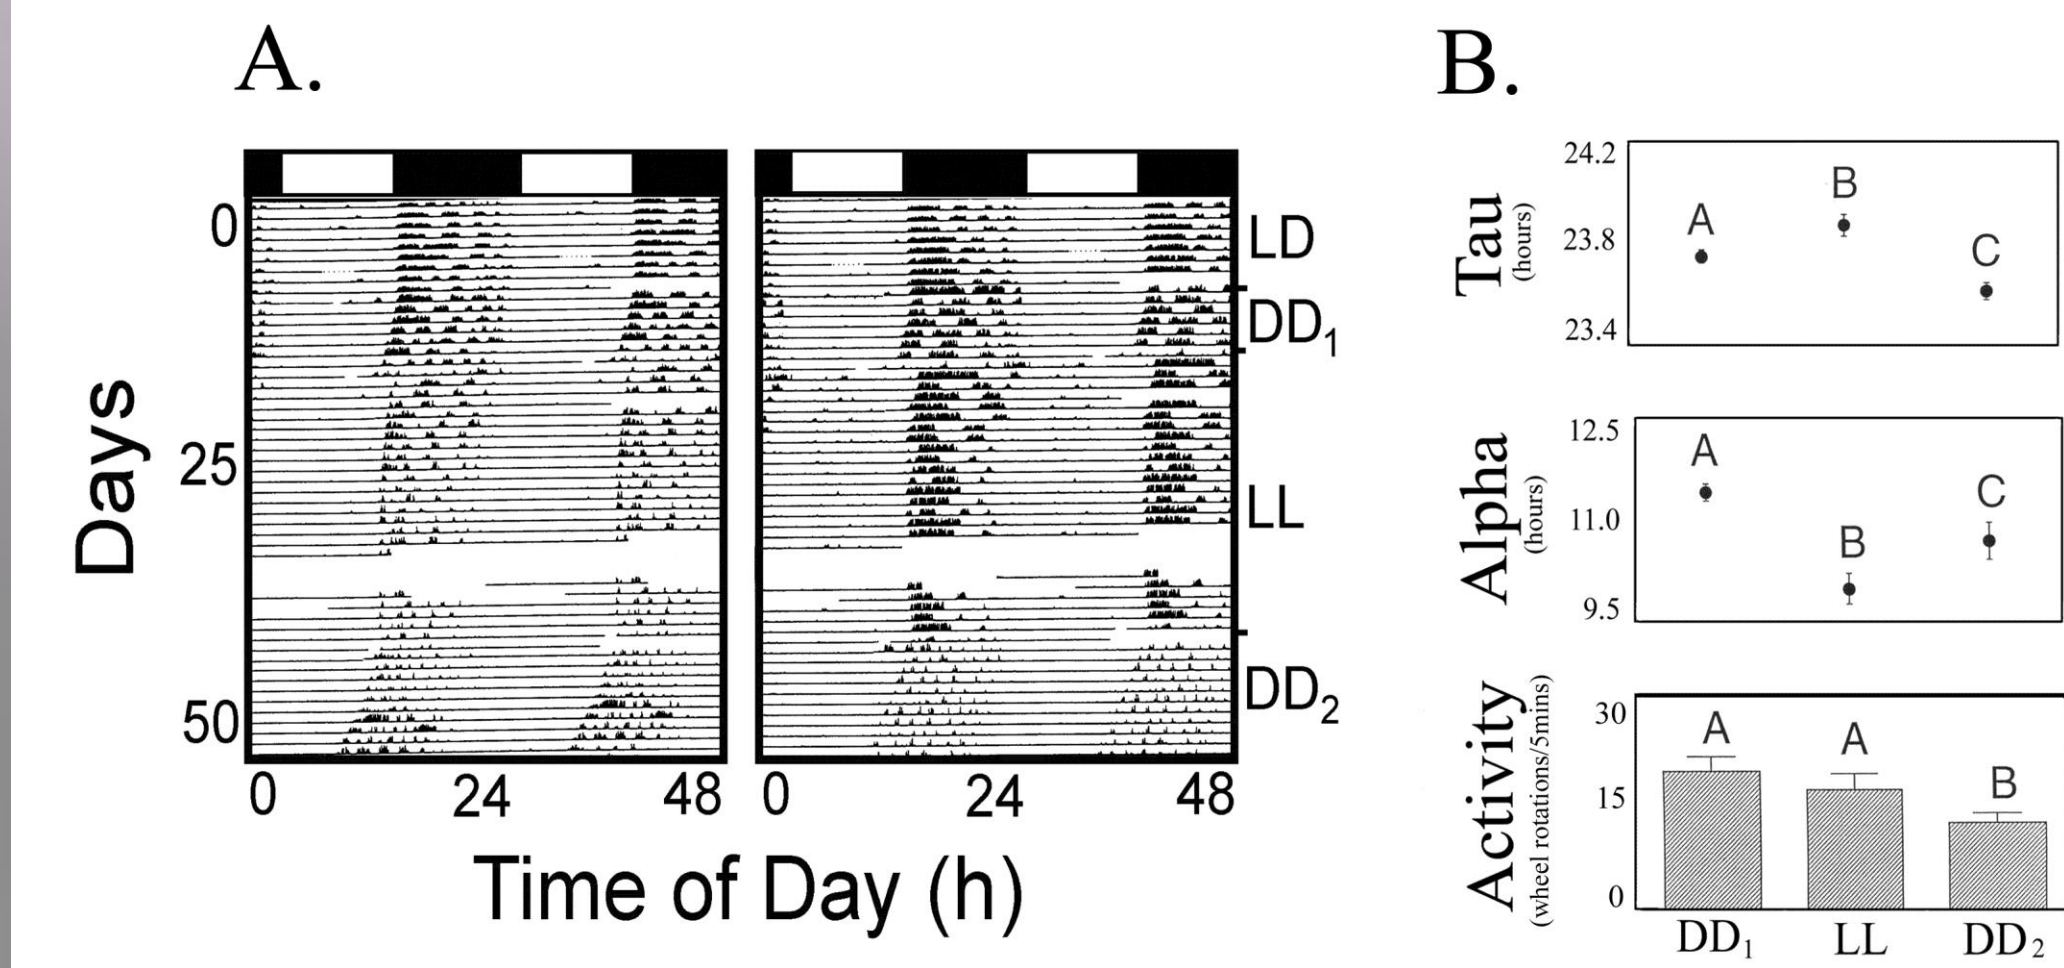 A.
B.
0
25
50
Days
LD
DD1
LL
DD2
0
24
48
0
24
48
Time of Day (h)
Tau
(hours)
24.2
23.8
23.4
A
B
C
Alpha
(hours)
12.5
11.0
9.5
A
B
C
Activity
(wheel rotations/5mins)
30
15
0
A
A
B
DD1
LL
DD2